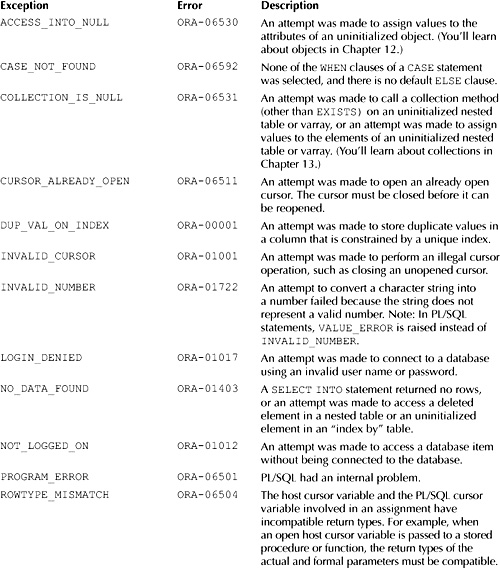 Exception Error Description
ACCESS_INTO_NULL ORA-06530 An attempt was made to assign values to the
attributes of an uninitialized object. (You'll learn
about objects in Chapter 12.)
CASE_NOT_FOUND ORA-06592 None of the WHEN clauses of a CASE statement
was selected, and there is no default ELSE clause.
COLLECTION_IS_NULL ORA-06531 An attempt was made to call a collection method
(other than EXISTS) on an uninitialized nested
table or varray, or an attempt was made to assign
values to the elements of an uninitialized nested
table or varray. (You'll learn about collections in
Chapter 13.)
CURSOR_ALREADY_OPEN ORA-06511 An attempt was made to open an already open
cursor. The cursor must be closed before it can
be reopened.
DUP_VAL_ON_INDEX ORA-00001 An attempt was made to store duplicate values in
a column that is constrained by a unique index.
INVALID_CURSOR ORA-01001 An attempt was made to perform an illegal cursor
operation, such as closing an unopened cursor.
INVALID_NUMBER ORA-01722 An attempt to convert a character string into
a number failed because the string does not
represent a valid number. Note: In PL/SQL
statements, VALUE_ERROR is raised instead of
INVALID_NUMBER.
LOGIN_DENIED ORA-01017 An attempt was made to connect to a database
using an invalid user name or password.
NO_DATA_FOUND ORA-01403 A SELECT INTO statement returned no rows,
or an attempt was made to access a deleted
element in a nested table or an uninitialized
element in an "index by" table.
NOT_LOGGED_ON ORA-01012 An attempt was made to access a database item
without being connected to the database.
PROGRAM_ERROR ORA-06501 PL/SQL had an internal problem.
ROWTYPE_MISMATCH ORA-06504 The host cursor variable and the PL/SQL cursor
variable involved in an assignment have
incompatible return types. For example, when
an open host cursor variable is passed to a stored
procedure or function, the return types of the
actual and formal parameters must be compatible.